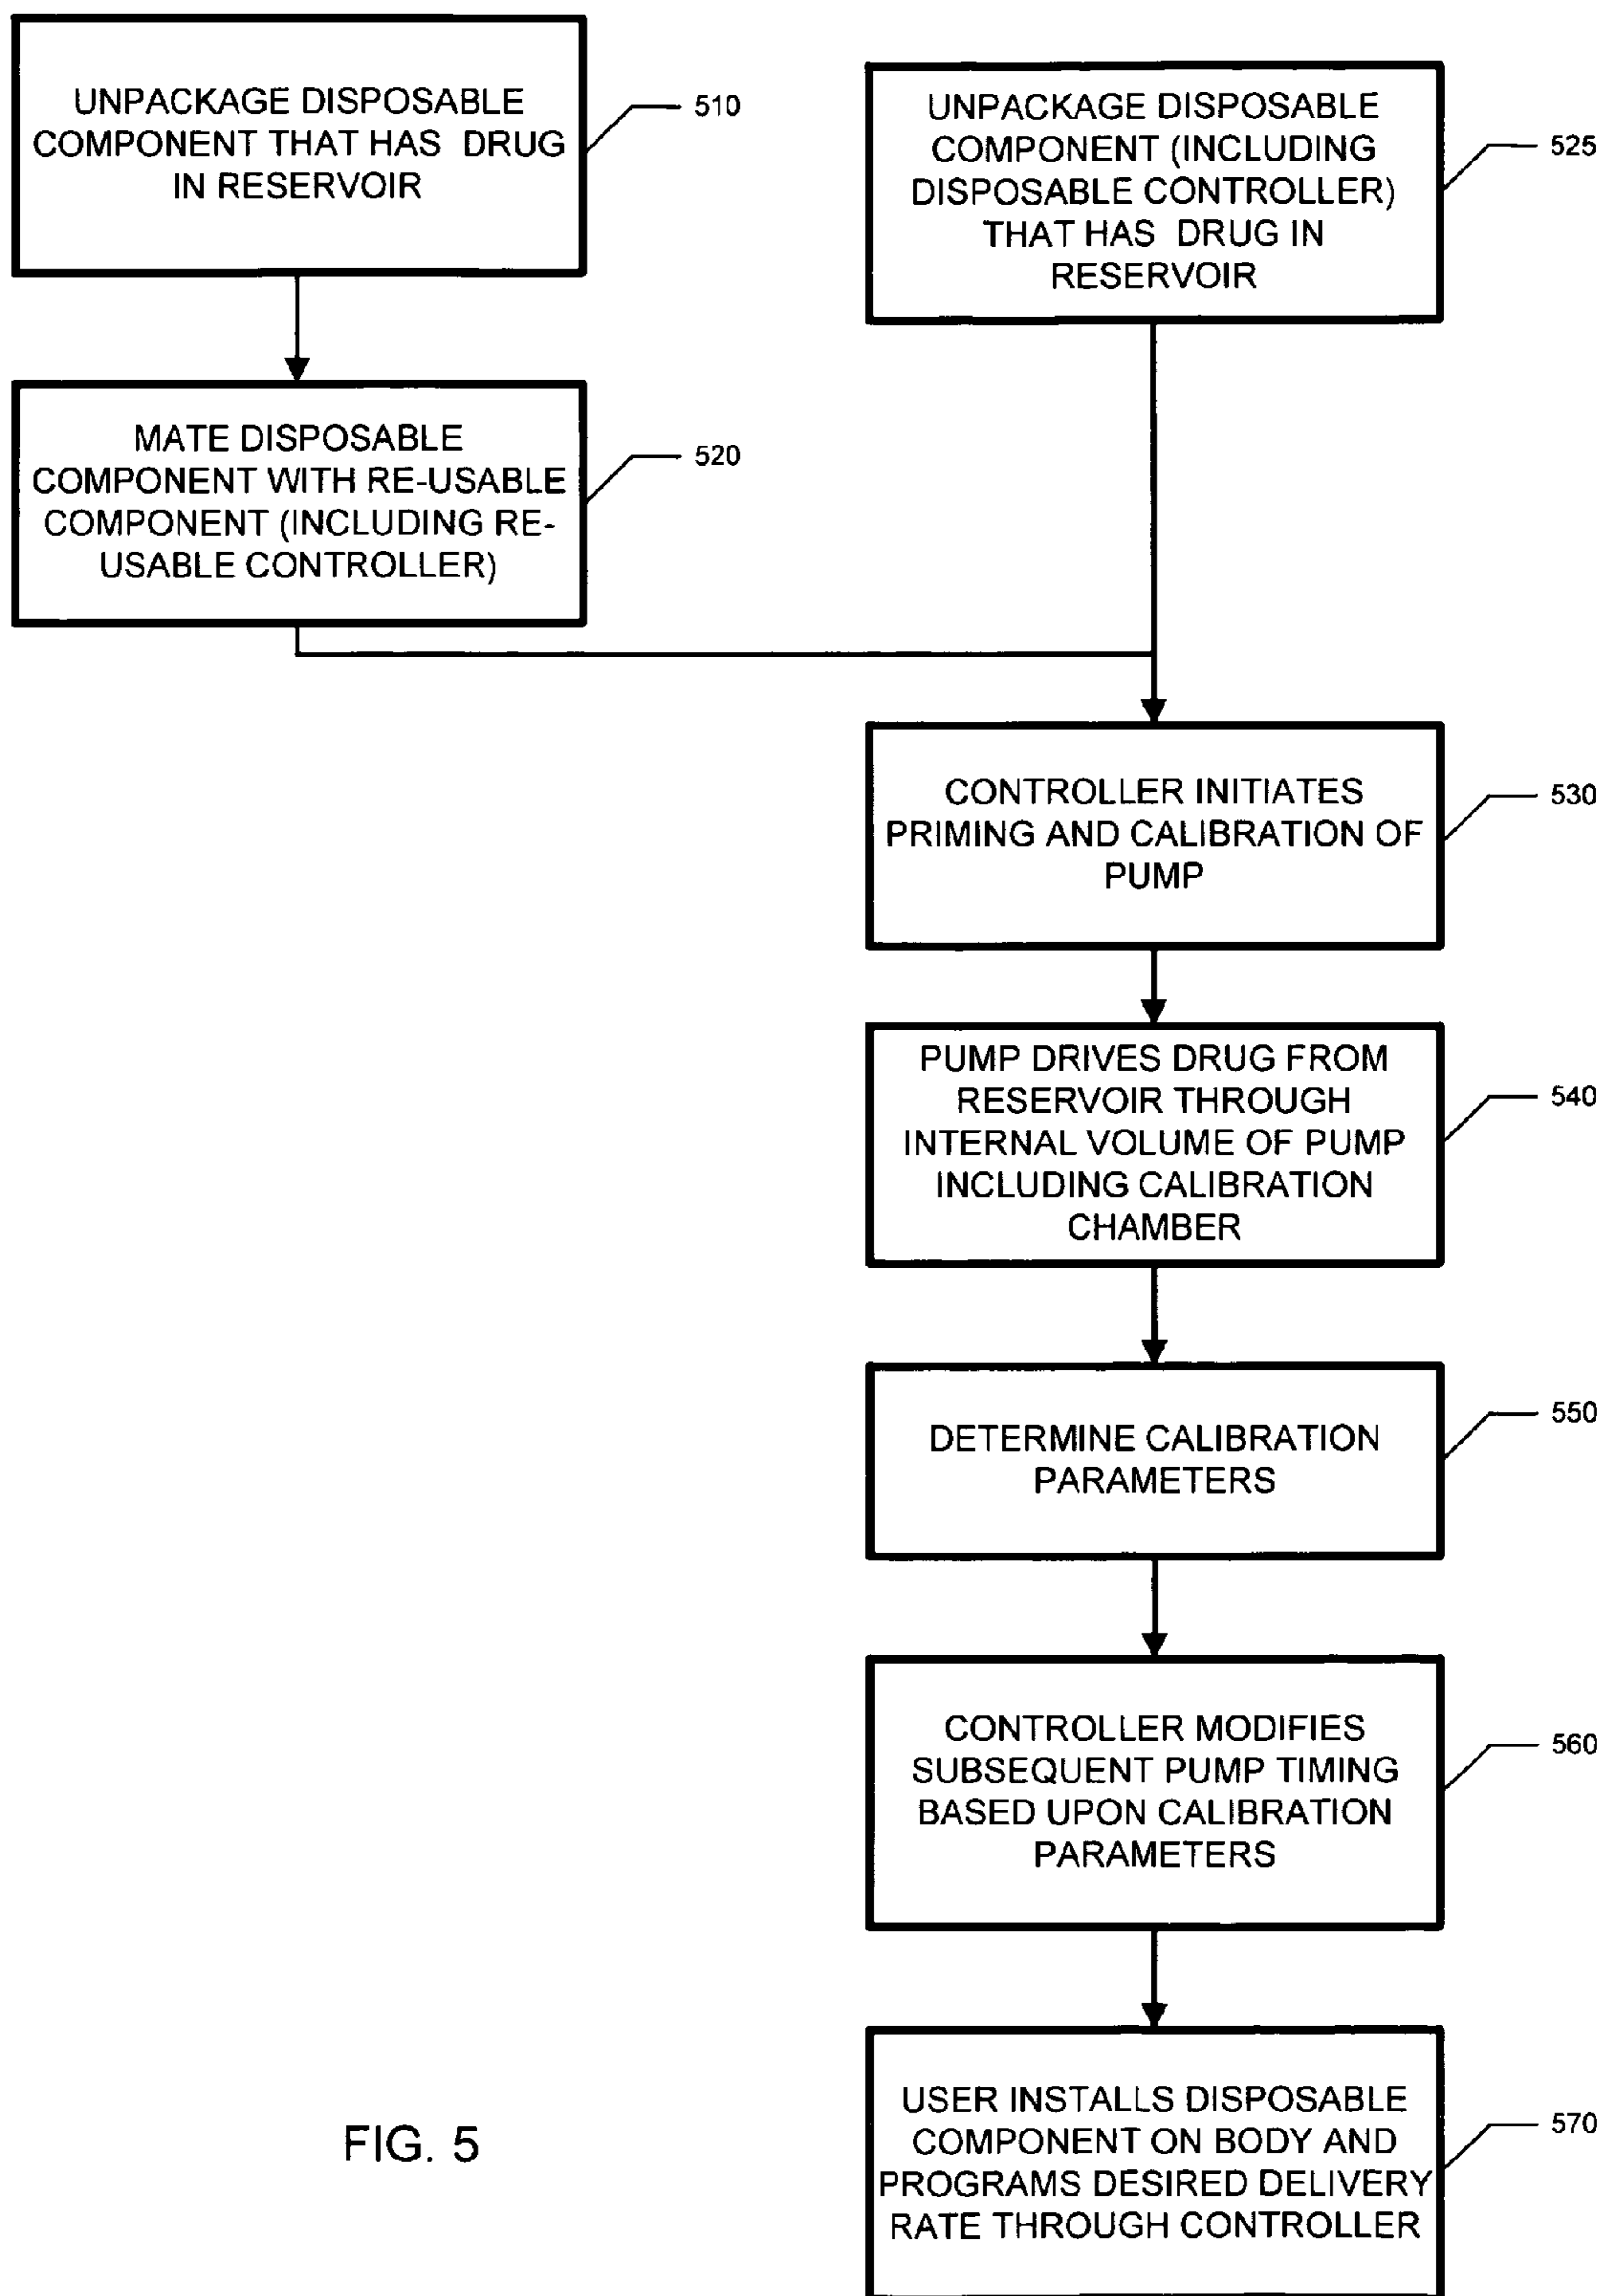 UNPACKAGE DISPOSABLE
COMPONENT THAT HAS DRUG
IN RESERVOIR
510
MATE DISPOSABLE
COMPONENT WITH RE-USABLE
COMPONENT (INCLUDING RE-
USABLE CONTROLLER)
520
UNPACKAGE DISPOSABLE
COMPONENT (INCLUDING
DISPOSABLE CONTROLLER)
THAT HAS DRUG IN
RESERVOIR
525
CONTROLLER INITIATES
PRIMING AND CALIBRATION OF
PUMP
530
PUMP DRIVES DRUG FROM
RESERVOIR THROUGH
INTERNAL VOLUME OF PUMP
INCLUDING CALIBRATION
CHAMBER
540
DETERMINE CALIBRATION
PARAMETERS
550
CONTROLLER MODIFIES
SUBSEQUENT PUMP TIMING
BASED UPON CALIBRATION
PARAMETERS
560
USER INSTALLS DISPOSABLE
COMPONENT ON BODY AND
PROGRAMS DESIRED DELIVERY
RATE THROUGH CONTROLLER
570
FIG. 5